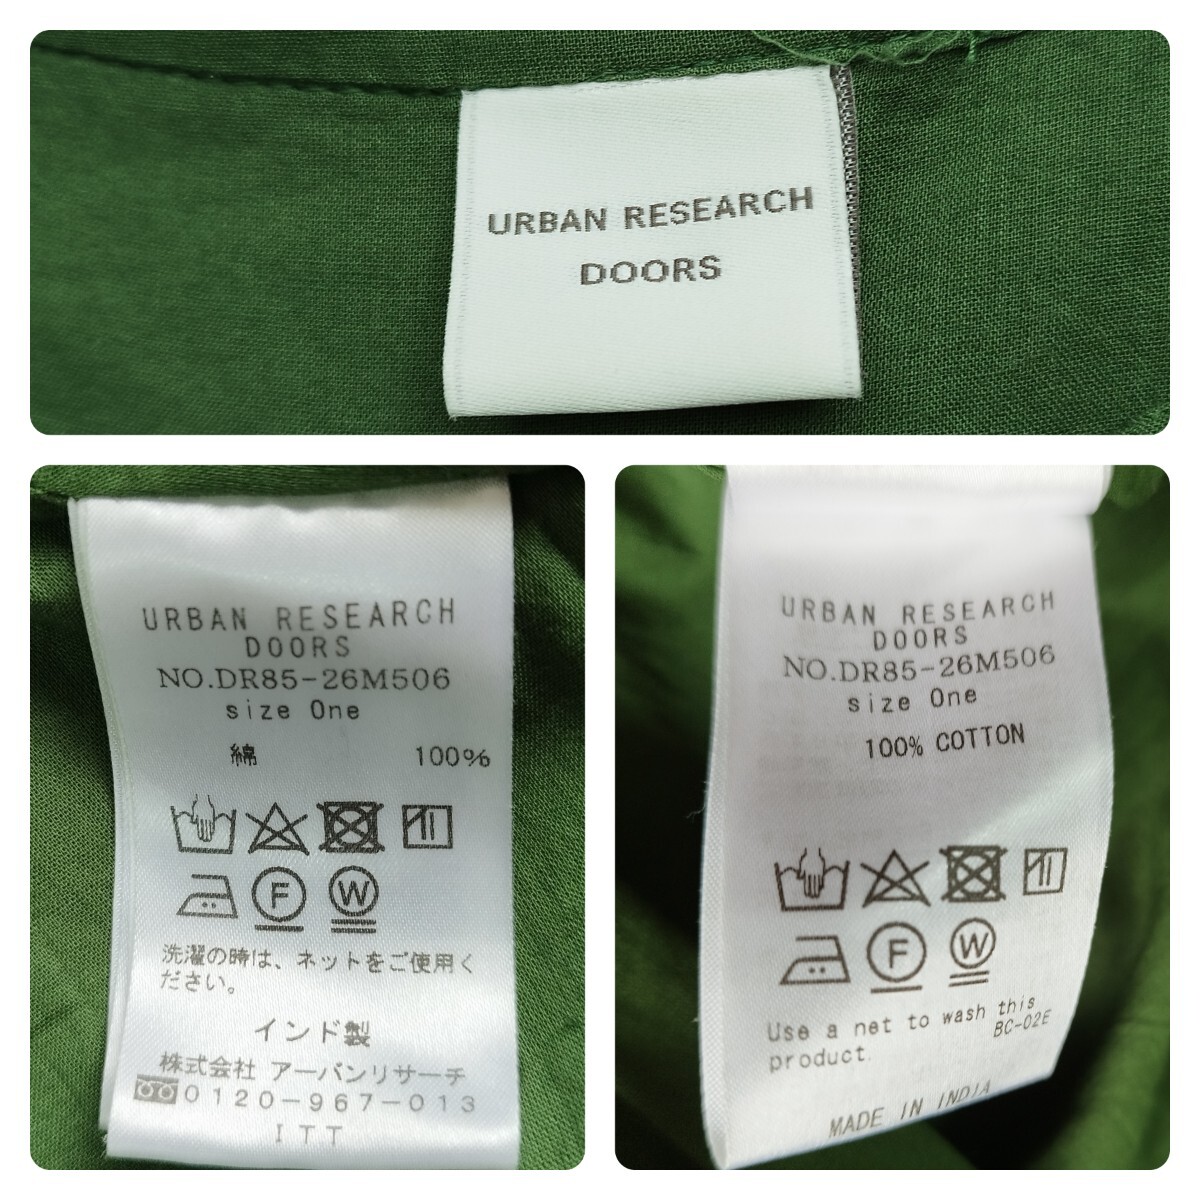 URBAN RESEARCH
DOORS
URBAN RESEARCH
DOORS
NO.DR85-26M506
size One
綿 100%
F W
洗濯の時は、ネットをご使用く
ださい。
インド製
株式会社 アーバンリサーチ
0120-967-013
ITT
URBAN RESEARCH
DOORS
NO.DR85-26M506
size One
100% COTTON
F W
Use a net to wash this
product.
BC-02E
MADE IN INDIA